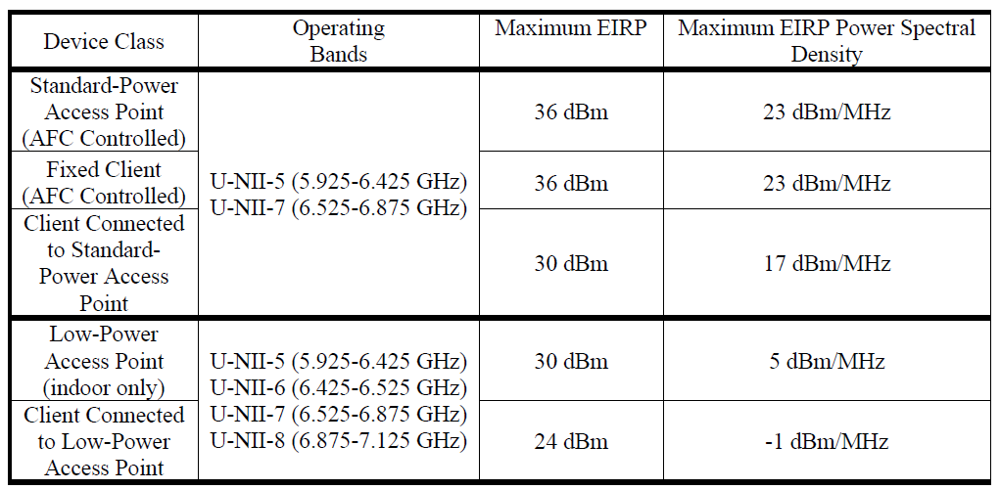 Device Class
Operating
Bands
Maximum EIRP
Maximum EIRP Power Spectral
Density
Standard-Power
Access Point
(AFC Controlled)
U-NII-5 (5.925-6.425 GHz)
U-NII-7 (6.525-6.875 GHz)
36 dBm
23 dBm/MHz
Fixed Client
(AFC Controlled)
36 dBm
23 dBm/MHz
Client Connected
to Standard-
Power Access
Point
30 dBm
17 dBm/MHz
Low-Power
Access Point
(indoor only)
U-NII-5 (5.925-6.425 GHz)
U-NII-6 (6.425-6.525 GHz)
U-NII-7 (6.525-6.875 GHz)
U-NII-8 (6.875-7.125 GHz)
30 dBm
5 dBm/MHz
Client Connected
to Low-Power
Access Point
24 dBm
-1 dBm/MHz